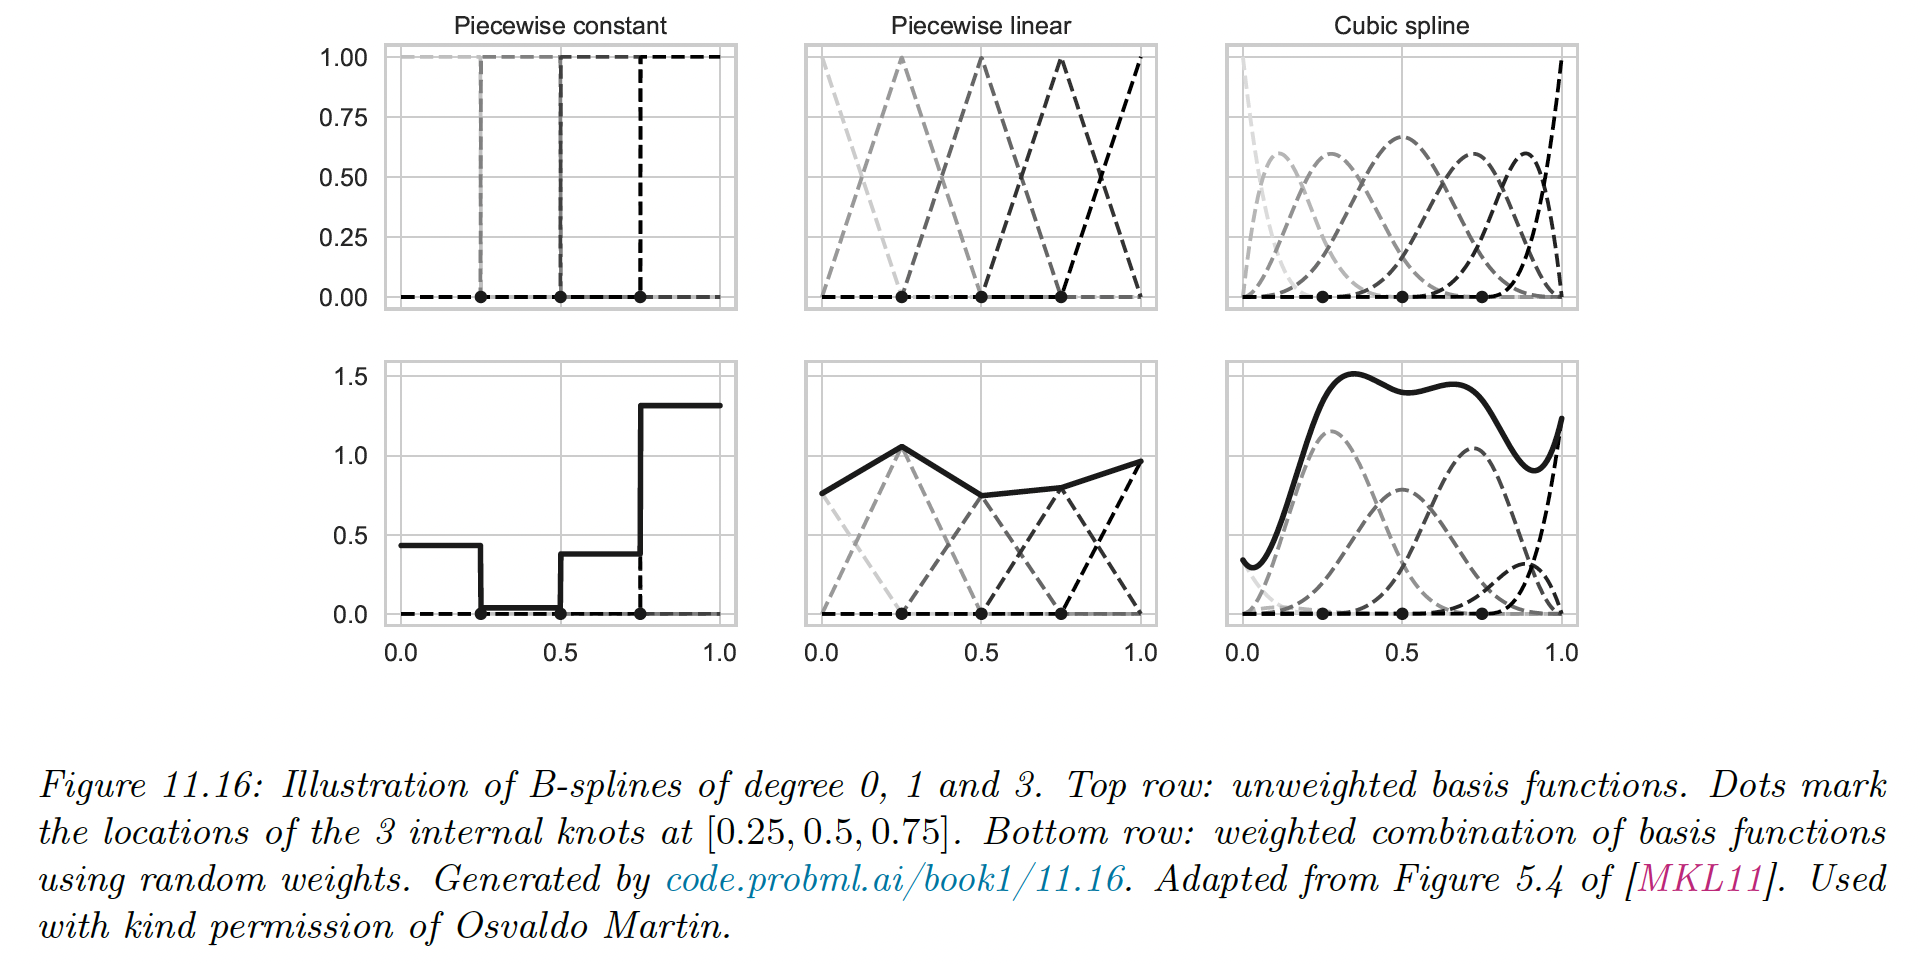 Piecewise constant
Piecewise linear
Cubic spline
1.00
0.75
0.50
0.25
0.00
1.5
1.0
0.5
0.0
0.0 0.5 1.0
0.0 0.5 1.0
0.0 0.5 1.0
Figure 11.16: Illustration of B-splines of degree 0, 1 and 3. Top row: unweighted basis functions. Dots mark
the locations of the 3 internal knots at [0.25, 0.5, 0.75]. Bottom row: weighted combination of basis functions
using random weights. Generated by code.probml.ai/book1/11.16. Adapted from Figure 5.4 of [MKL11]. Used
with kind permission of Osvaldo Martin.